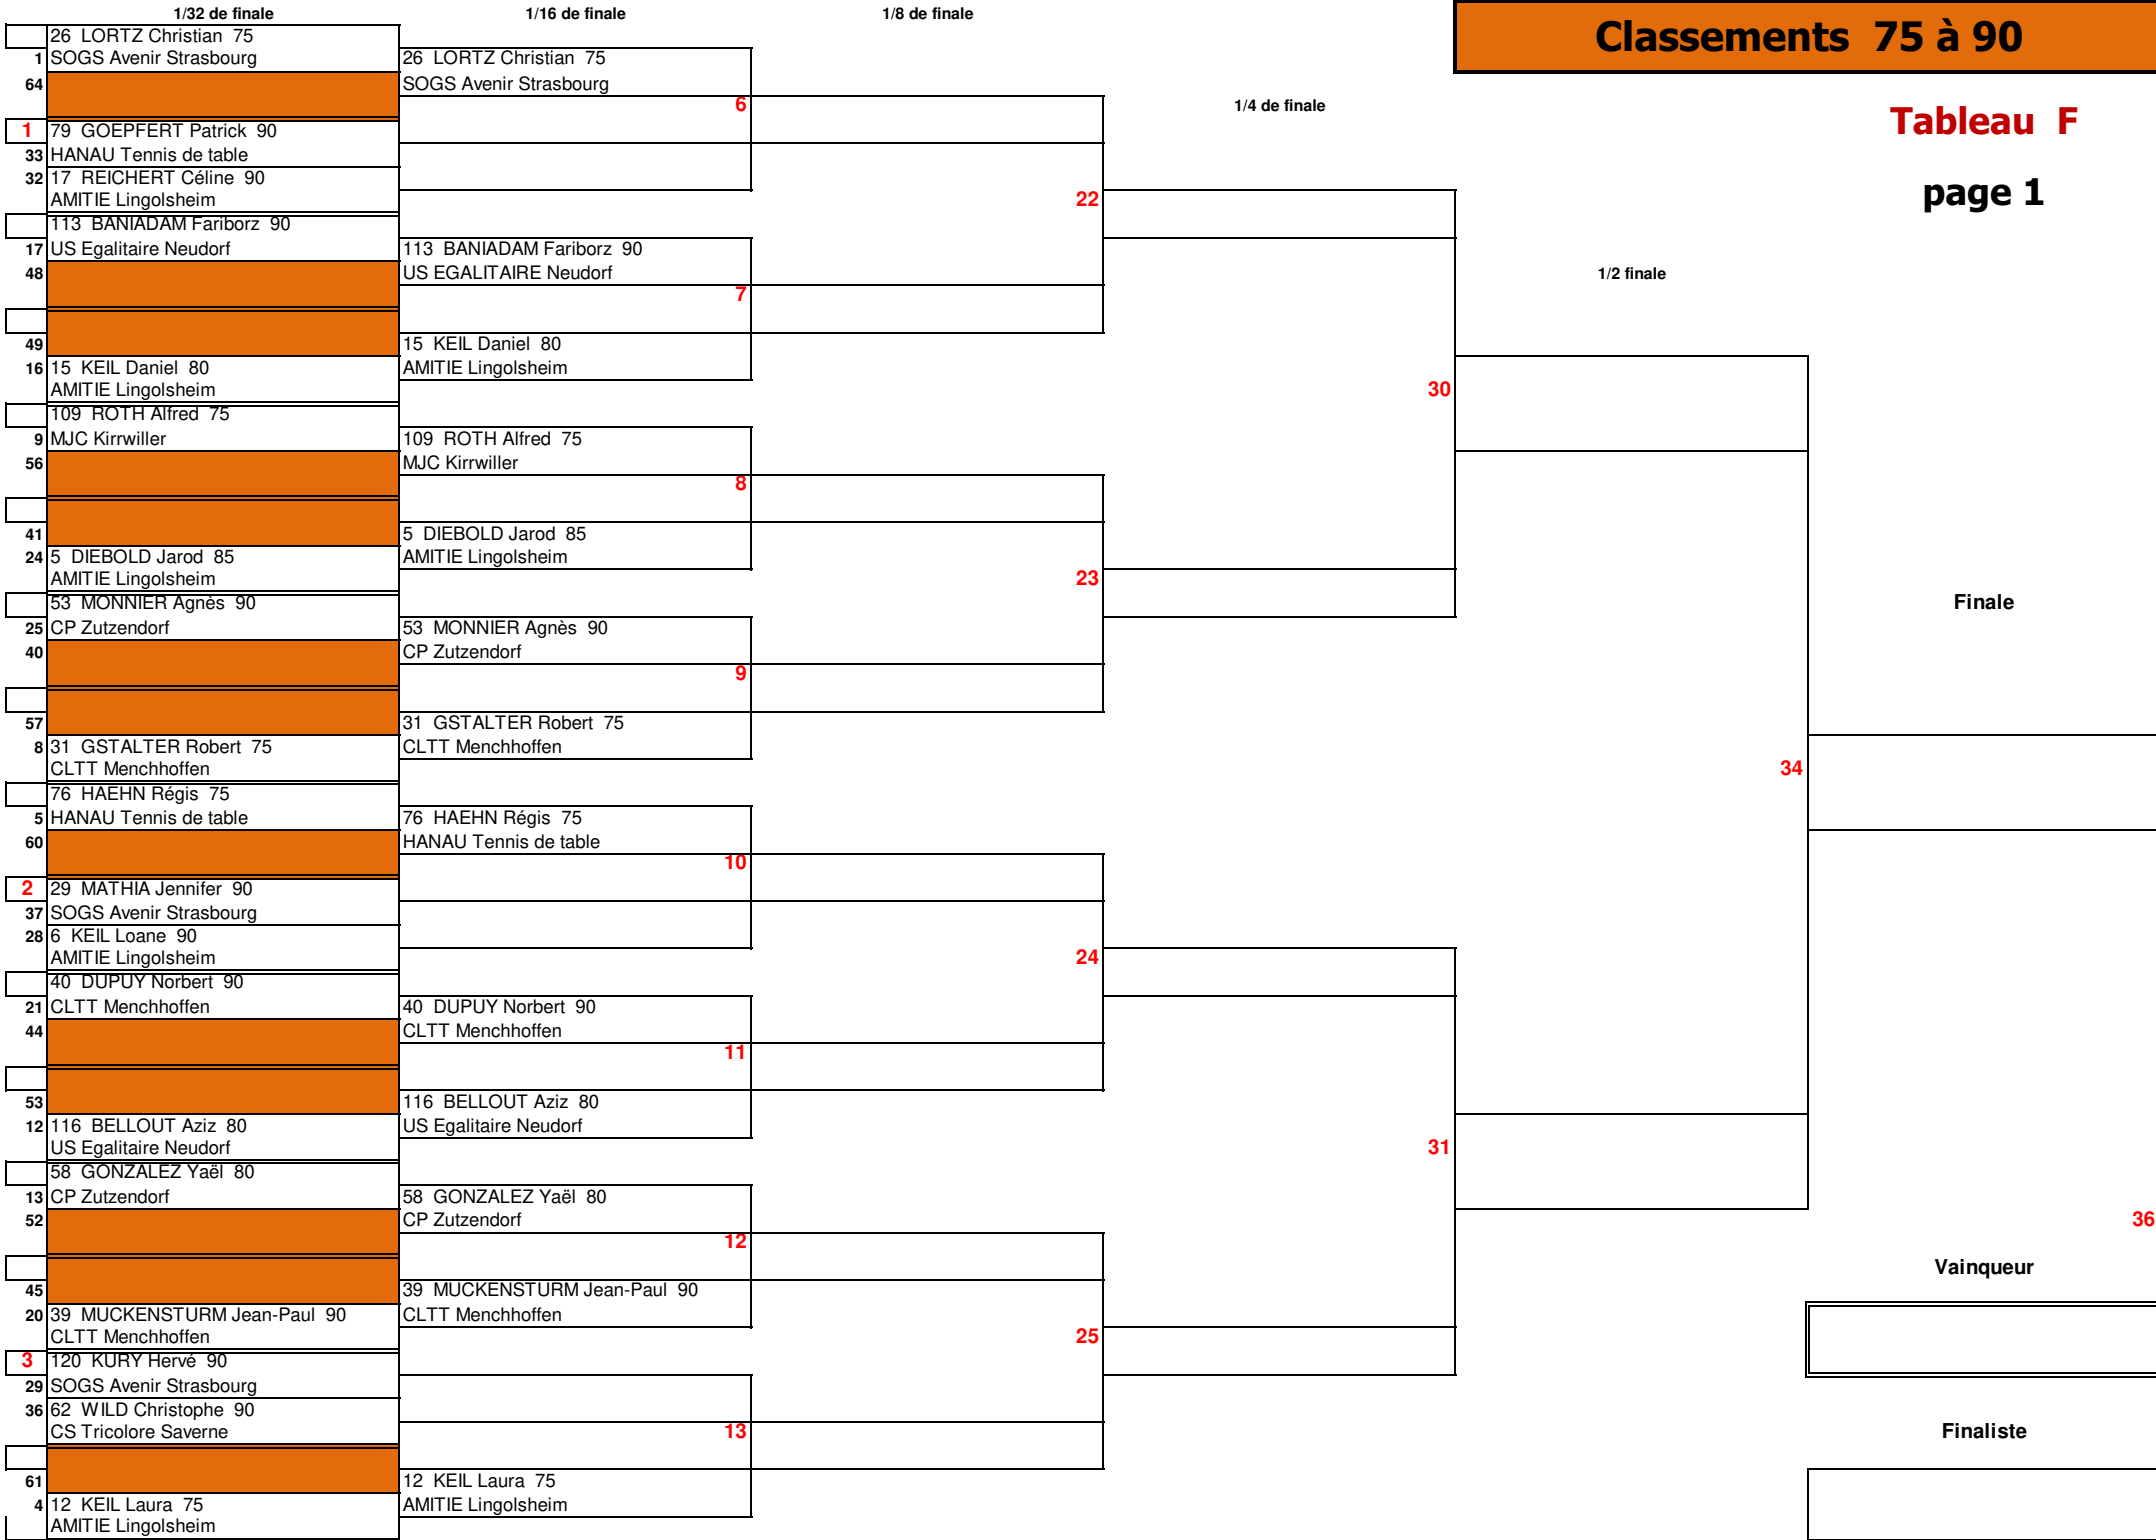 1/32 de finale
1/16 de finale
1/8 de finale
Classements 75 à 90
Tableau F
page 1
1/4 de finale
1/2 finale
Finale
26 LORTZ Christian 75
1 SOGS Avenir Strasbourg
64
1 79 GOEPFERT Patrick 90
33 HANAU Tennis de table
32 17 REICHERT Céline 90
AMITIE Lingolsheim
113 BANIADAM Fariborz 90
17 US Egalitaire Neudorf
48
49
16 15 KEIL Daniel 80
AMITIE Lingolsheim
109 ROTH Alfred 75
9 MJC Kirrwiller
56
41
24 5 DIEBOLD Jarod 85
AMITIE Lingolsheim
53 MONNIER Agnès 90
25 CP Zutzendorf
40
57
8 31 GSTALTER Robert 75
CLTT Menchhoffen
76 HAEHN Régis 75
5 HANAU Tennis de table
60
2 29 MATHIA Jennifer 90
37 SOGS Avenir Strasbourg
28 6 KEIL Loane 90
AMITIE Lingolsheim
40 DUPUY Norbert 90
21 CLTT Menchhoffen
44
53
12 116 BELLOUT Aziz 80
US Egalitaire Neudorf
58 GONZALEZ Yaël 80
13 CP Zutzendorf
52
45
20 39 MUCKENSTURM Jean-Paul 90
CLTT Menchhoffen
3 120 KURY Hervé 90
29 SOGS Avenir Strasbourg
36 62 WILD Christophe 90
CS Tricolore Saverne
61
4 12 KEIL Laura 75
AMITIE Lingolsheim
26 LORTZ Christian 75
SOGS Avenir Strasbourg
6
113 BANIADAM Fariborz 90
US EGALITAIRE Neudorf
7
15 KEIL Daniel 80
AMITIE Lingolsheim
109 ROTH Alfred 75
MJC Kirrwiller
8
5 DIEBOLD Jarod 85
AMITIE Lingolsheim
53 MONNIER Agnès 90
CP Zutzendorf
9
31 GSTALTER Robert 75
CLTT Menchhoffen
76 HAEHN Régis 75
HANAU Tennis de table
10
40 DUPUY Norbert 90
CLTT Menchhoffen
11
116 BELLOUT Aziz 80
US Egalitaire Neudorf
58 GONZALEZ Yaël 80
CP Zutzendorf
12
39 MUCKENSTURM Jean-Paul 90
CLTT Menchhoffen
13
12 KEIL Laura 75
AMITIE Lingolsheim
22
23
24
25
30
31
34
36
Vainqueur
Finaliste